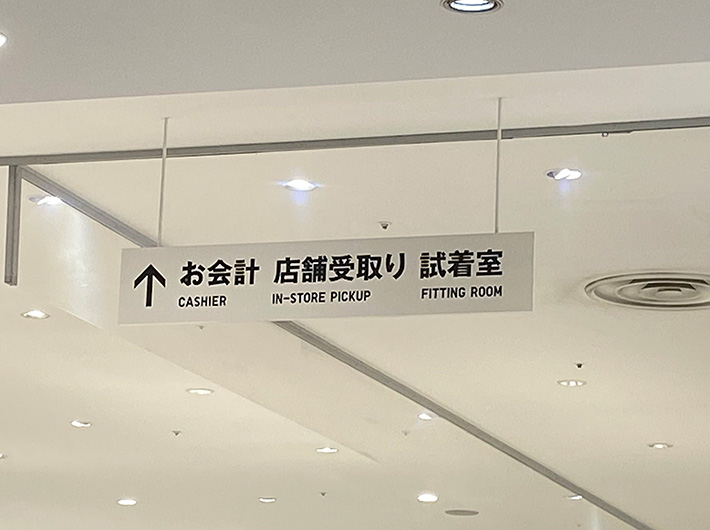 ↑ お会計 店舗受取り 試着室
CASHIER IN-STORE PICKUP FITTING ROOM